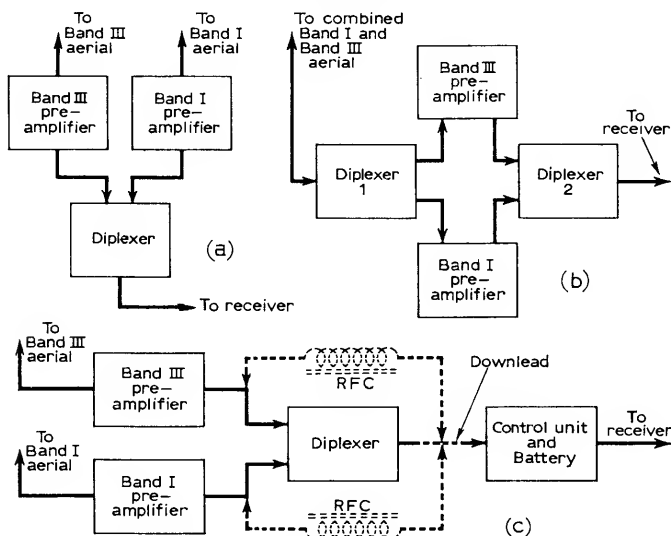 To
Band III
aerial
To
Band I
aerial
Band III
pre-
amplifier
Band I
pre-
amplifier
Diplexer
(a)
To receiver
To combined
Band I and
Band III
aerial
Band III
pre-
amplifier
Diplexer
1
Diplexer
2
To
receiver
Band I
pre-
amplifier
(b)
To
Band III
aerial
Band III
pre-
amplifier
RFC
Downlead
To
Band I
aerial
Band I
pre-
amplifier
Diplexer
Control unit
and
Battery
To
receiver
RFC
(c)